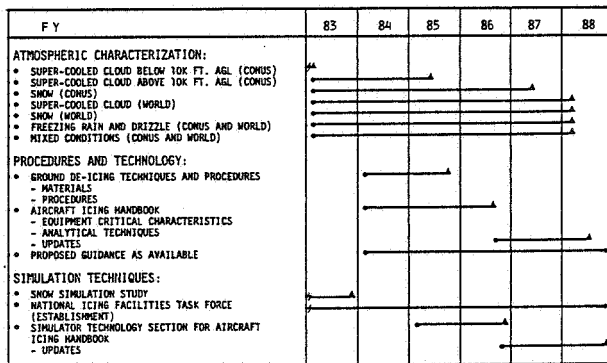 FY 83 84 85 86 87 88
ATMOSPHERIC CHARACTERIZATION:
• SUPER-COOLED CLOUD BELOW 10K FT. AGL (CONUS)
• SUPER-COOLED CLOUD ABOVE 10K FT. AGL (CONUS)
• SNOW (CONUS)
• SUPER-COOLED CLOUD (WORLD)
• SNOW (WORLD)
• FREEZING RAIN AND DRIZZLE (CONUS AND WORLD)
• MIXED CONDITIONS (CONUS AND WORLD)
PROCEDURES AND TECHNOLOGY:
• GROUND DE-ICING TECHNIQUES AND PROCEDURES
- MATERIALS
- PROCEDURES
• AIRCRAFT ICING HANDBOOK
- EQUIPMENT CRITICAL CHARACTERISTICS
- ANALYTICAL TECHNIQUES
- UPDATES
• PROPOSED GUIDANCE AS AVAILABLE
SIMULATION TECHNIQUES:
• SNOW SIMULATION STUDY
• NATIONAL ICING FACILITIES TASK FORCE
(ESTABLISHMENT)
• SIMULATOR TECHNOLOGY SECTION FOR AIRCRAFT
ICING HANDBOOK
- UPDATES